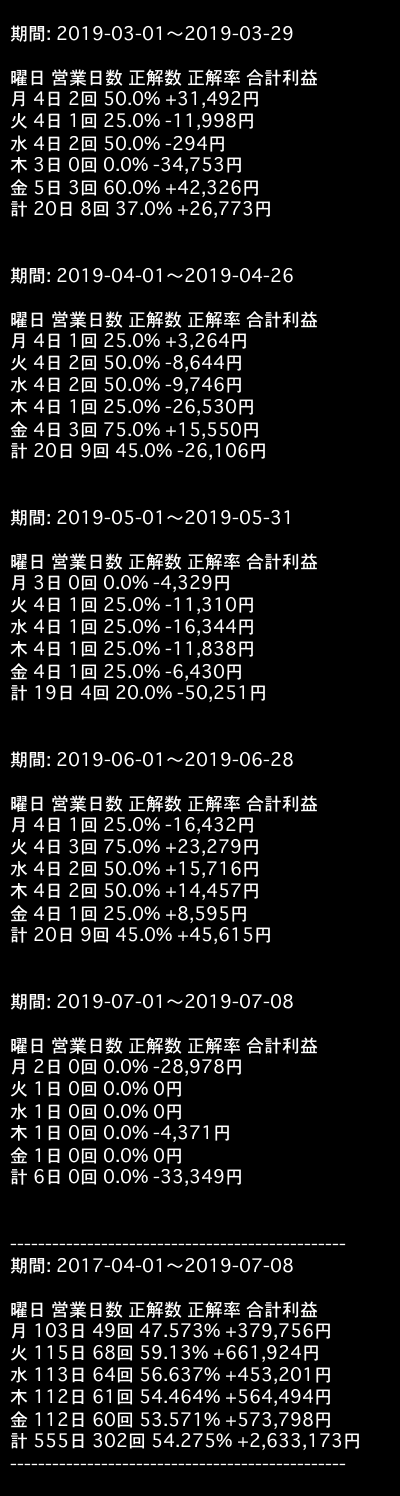 期間: 2019-03-01～2019-03-29
曜日 営業日数 正解数 正解率 合計利益
月 4日 2回 50.0% +31,492円
火 4日 1回 25.0% -11,998円
水 4日 2回 50.0% -294円
木 3日 0回 0.0% -34,753円
金 5日 3回 60.0% +42,326円
計 20日 8回 37.0% +26,773円
期間: 2019-04-01～2019-04-26
曜日 営業日数 正解数 正解率 合計利益
月 4日 1回 25.0% +3,264円
火 4日 2回 50.0% -8,644円
水 4日 2回 50.0% -9,746円
木 4日 1回 25.0% -26,530円
金 4日 3回 75.0% +15,550円
計 20日 9回 45.0% -26,106円
期間: 2019-05-01～2019-05-31
曜日 営業日数 正解数 正解率 合計利益
月 3日 0回 0.0% -4,329円
火 4日 1回 25.0% -11,310円
水 4日 1回 25.0% -16,344円
木 4日 1回 25.0% -11,838円
金 4日 1回 25.0% -6,430円
計 19日 4回 20.0% -50,251円
期間: 2019-06-01～2019-06-28
曜日 営業日数 正解数 正解率 合計利益
月 4日 1回 25.0% -16,432円
火 4日 3回 75.0% +23,279円
水 4日 2回 50.0% +15,716円
木 4日 2回 50.0% +14,457円
金 4日 1回 25.0% +8,595円
計 20日 9回 45.0% +45,615円
期間: 2019-07-01～2019-07-08
曜日 営業日数 正解数 正解率 合計利益
月 2日 0回 0.0% -28,978円
火 1日 0回 0.0% 0円
水 1日 0回 0.0% 0円
木 1日 0回 0.0% -4,371円
金 1日 0回 0.0% 0円
計 6日 0回 0.0% -33,349円
------------------------------------------------
期間: 2017-04-01～2019-07-08
曜日 営業日数 正解数 正解率 合計利益
月 103日 49回 47.573% +379,756円
火 115日 68回 59.13% +661,924円
水 113日 64回 56.637% +453,201円
木 112日 61回 54.464% +564,494円
金 112日 60回 53.571% +573,798円
計 555日 302回 54.275% +2,633,173円
------------------------------------------------